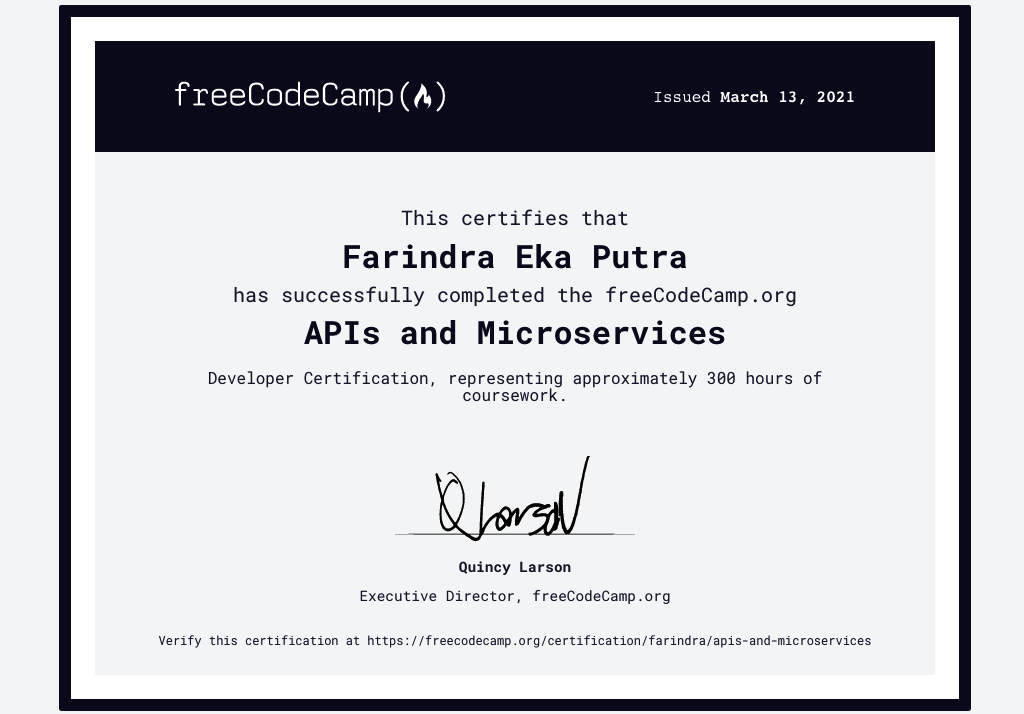 freeCodeCamp(🔥)
Issued March 13, 2021
This certifies that
Farindra Eka Putra
has successfully completed the freeCodeCamp.org
APIs and Microservices
Developer Certification, representing approximately 300 hours of
coursework.
Q Larson
Quincy Larson
Executive Director, freeCodeCamp.org
Verify this certification at https://freecodecamp.org/certification/farindra/apis-and-microservices